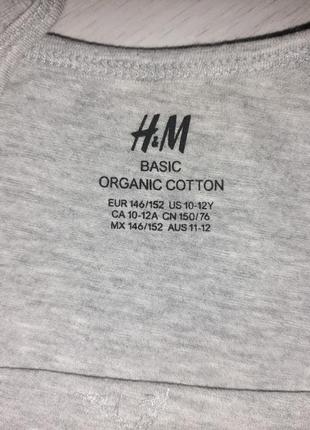 H&M
BASIC
ORGANIC COTTON
EUR 146/152 US 10-12Y
CA 10-12A CN 150/76
MX 146/152 AUS 11-12